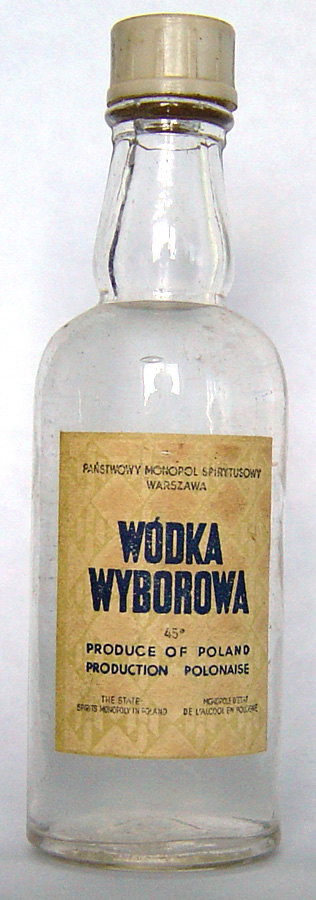 PAŃSTWOWY MONOPOL SPIRYTUSOWY
WARSZAWA
WÓDKA
WYBOROWA
45°
PRODUCE OF POLAND
PRODUCTION POLONAISE
THE STATE
SPIRITS MONOPOLY IN POLAND
MONOPOLE D'ETAT
DE L'ALCOOL EN POLOGNE